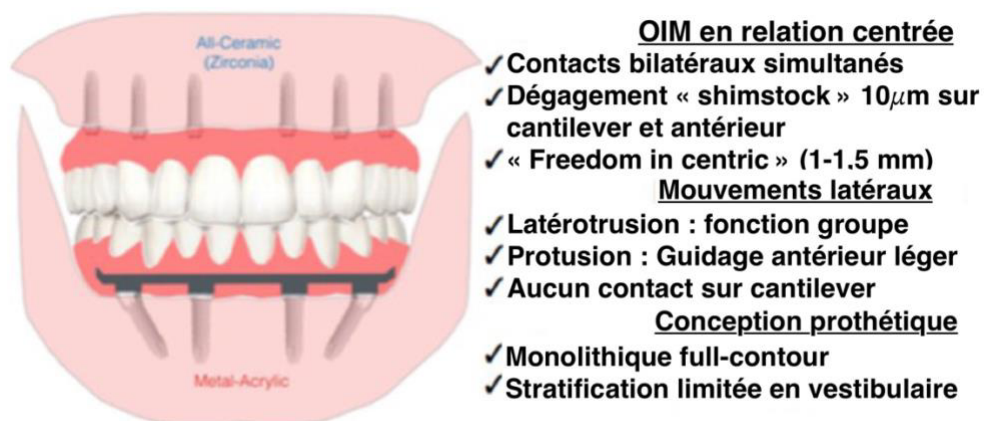 All-Ceramic
(Zirconia)
Metal-Acrylic
OIM en relation centrée
✓Contacts bilatéraux simultanés
✓Dégagement « shimstock » 10μm sur
cantilever et antérieur
✓« Freedom in centric » (1-1,5 mm)
Mouvements latéraux
✓Latérotrusion : fonction groupe
✓Protusion : Guidage antérieur léger
✓Aucun contact sur cantilever
Conception prothétique
✓Monolithique full-contour
✓Stratification limitée en vestibulaire